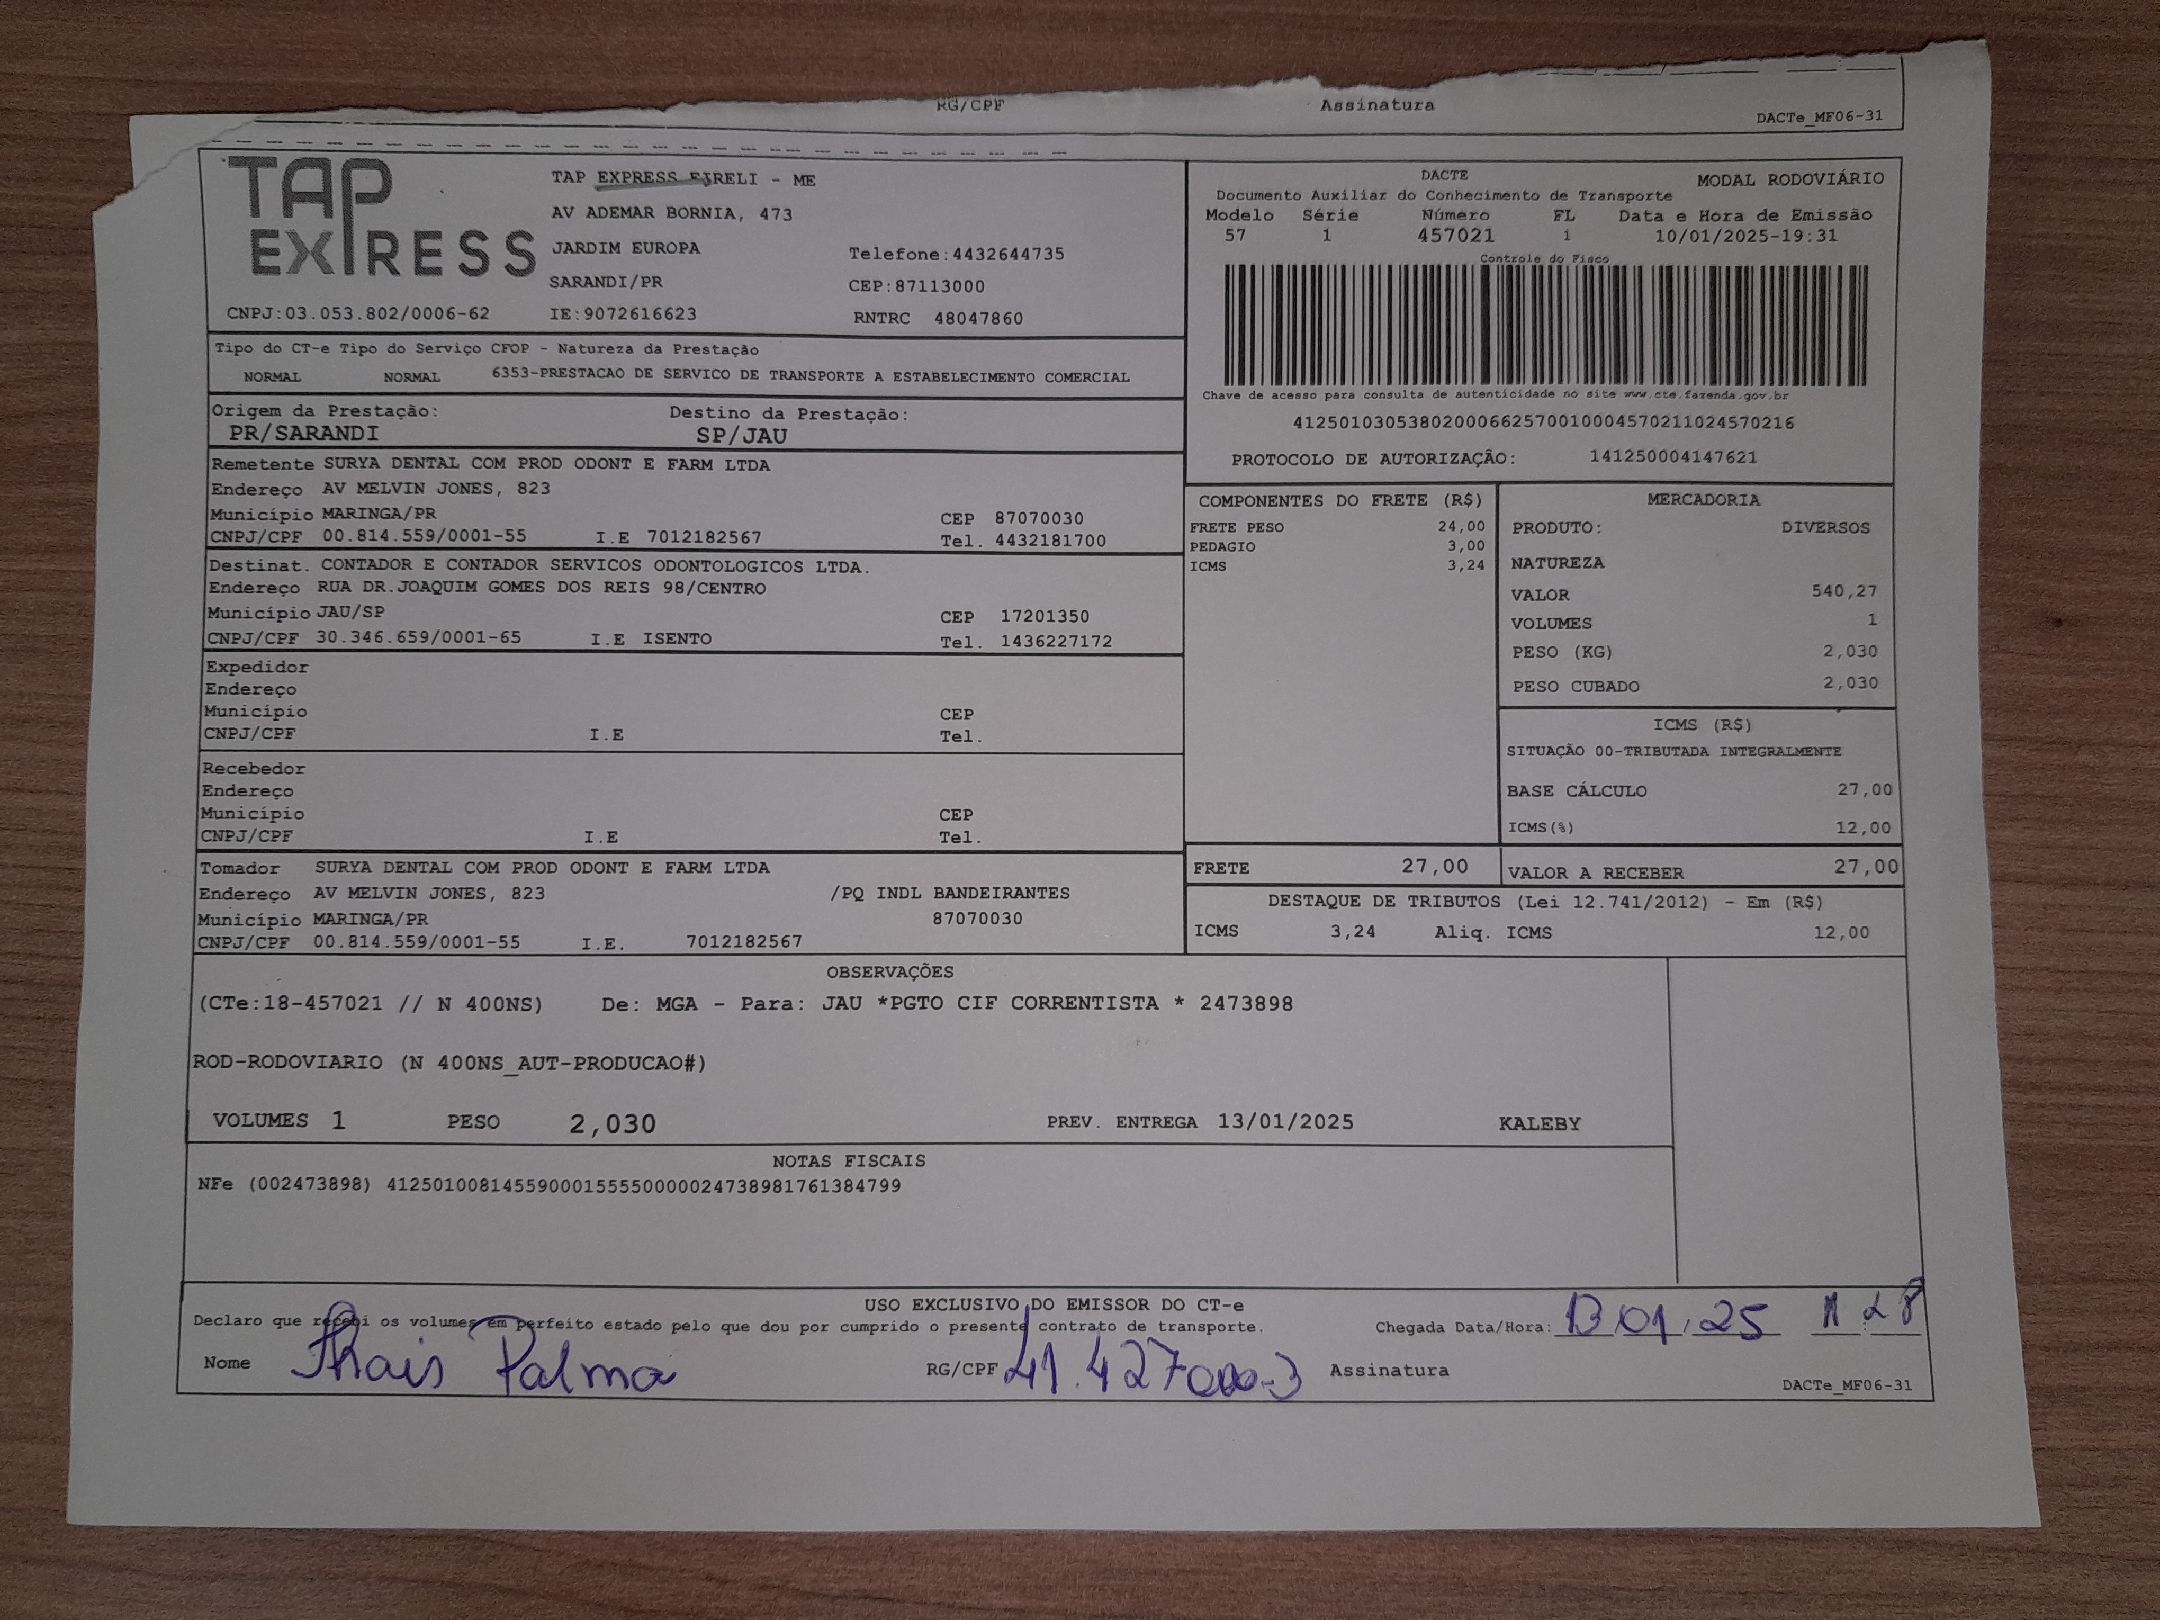 RG/CPF Assinatura
DACTe_MF06-31
TAP EXPRESS
TAP EXPRESS EIRELI - ME
AV ADEMAR BORNIA, 473
JARDIM EUROPA Telefone:4432644735
SARANDI/PR CEP:87113000
CNPJ:03.053.802/0006-62 IE:9072616623 RNTRC 48047860
DACTE MODAL RODOVIÁRIO
Documento Auxiliar do Conhecimento de Transporte
Modelo Série Número FL Data e Hora de Emissão
57 1 457021 1 10/01/2025-19:31
Controle do Fisco
Chave de acesso para consulta de autenticidade no site www.cte.fazenda.gov.br
41250103053802000662570010004570211024570216
PROTOCOLO DE AUTORIZAÇÃO: 141250004147621
Tipo do CT-e Tipo do Serviço CFOP - Natureza da Prestação
NORMAL NORMAL 6353-PRESTACAO DE SERVICO DE TRANSPORTE A ESTABELECIMENTO COMERCIAL
Origem da Prestação: Destino da Prestação:
PR/SARANDI SP/JAU
Remetente SURYA DENTAL COM PROD ODONT E FARM LTDA
Endereço AV MELVIN JONES, 823
Município MARINGA/PR CEP 87070030
CNPJ/CPF 00.814.559/0001-55 I.E 7012182567 Tel. 4432181700
Destinat. CONTADOR E CONTADOR SERVICOS ODONTOLOGICOS LTDA.
Endereço RUA DR.JOAQUIM GOMES DOS REIS 98/CENTRO
Município JAU/SP CEP 17201350
CNPJ/CPF 30.346.659/0001-65 I.E ISENTO Tel. 1436227172
Expedidor
Endereço
Município CEP
CNPJ/CPF I.E Tel.
Recebedor
Endereço
Município CEP
CNPJ/CPF I.E Tel.
Tomador SURYA DENTAL COM PROD ODONT E FARM LTDA
Endereço AV MELVIN JONES, 823 /PQ INDL BANDEIRANTES
Município MARINGA/PR 87070030
CNPJ/CPF 00.814.559/0001-55 I.E. 7012182567
COMPONENTES DO FRETE (R$)
FRETE PESO 24,00
PEDAGIO 3,00
ICMS 3,24
MERCADORIA
PRODUTO: DIVERSOS
NATUREZA
VALOR 540,27
VOLUMES 1
PESO (KG) 2,030
PESO CUBADO 2,030
ICMS (R$)
SITUAÇÃO 00-TRIBUTADA INTEGRALMENTE
BASE CÁLCULO 27,00
ICMS(%) 12,00
FRETE 27,00 VALOR A RECEBER 27,00
DESTAQUE DE TRIBUTOS (Lei 12.741/2012) - Em (R$)
ICMS 3,24 Aliq. ICMS 12,00
OBSERVAÇÕES
(CTe:18-457021 // N 400NS) De: MGA - Para: JAU *PGTO CIF CORRENTISTA * 2473898
ROD-RODOVIARIO (N 400NS_AUT-PRODUCAO#)
VOLUMES 1 PESO 2,030 PREV. ENTREGA 13/01/2025 KALEBY
NOTAS FISCAIS
NFe (002473898) 41250100814559000155550000024738981761384799
USO EXCLUSIVO DO EMISSOR DO CT-e
Declaro que recebi os volumes em perfeito estado pelo que dou por cumprido o presente contrato de transporte. Chegada Data/Hora: 13/01/25
Nome Thais Palma RG/CPF 41.427000-3 Assinatura
DACTe_MF06-31